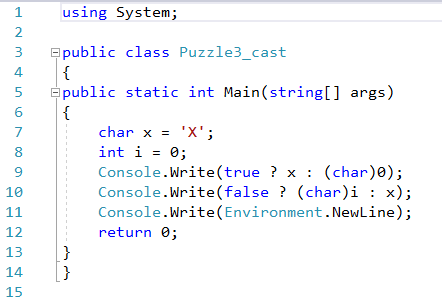 1 using System;
2
3 public class Puzzle3_cast
4 {
5 public static int Main(string[] args)
6 {
7 char x = 'X';
8 int i = 0;
9 Console.Write(true ? x : (char)0);
10 Console.Write(false ? (char)i : x);
11 Console.Write(Environment.NewLine);
12 return 0;
13 }
14 }
15